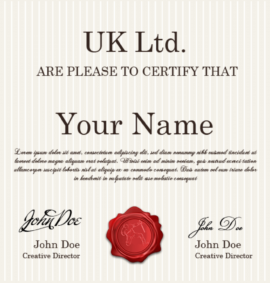 UK Ltd.
ARE PLEASE TO CERTIFY THAT
Your Name
Lorem ipsum dolor sit amet, consectetuer adipiscing elit, sed diam nonummy nibh euismod tincidunt ut
laoreet dolore magna aliquam erat volutpat. Wisisi enim ad minim veniam, quis nostrud exerci tation
ullamcorper suscipit lobortis nisl ut aliquip ex ea commodo consequat. Duis autem vel eum iriure dolor
in hendrerit in vulputate velit esse molestie consequat
John Doe
John Doe
John Doe
Creative Director
John Doe
Creative Director